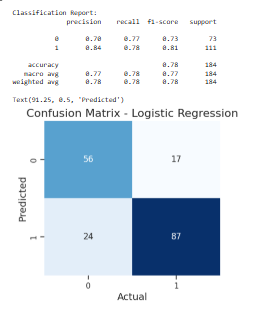 Classification Report:
precision recall f1-score support
0 0.70 0.77 0.73 73
1 0.84 0.78 0.81 111
accuracy 0.78 184
macro avg 0.77 0.78 0.77 184
weighted avg 0.78 0.78 0.78 184
Text(91.25, 0.5, 'Predicted')
Confusion Matrix - Logistic Regression
0
56 17
Predicted
1
24 87
0 1
Actual